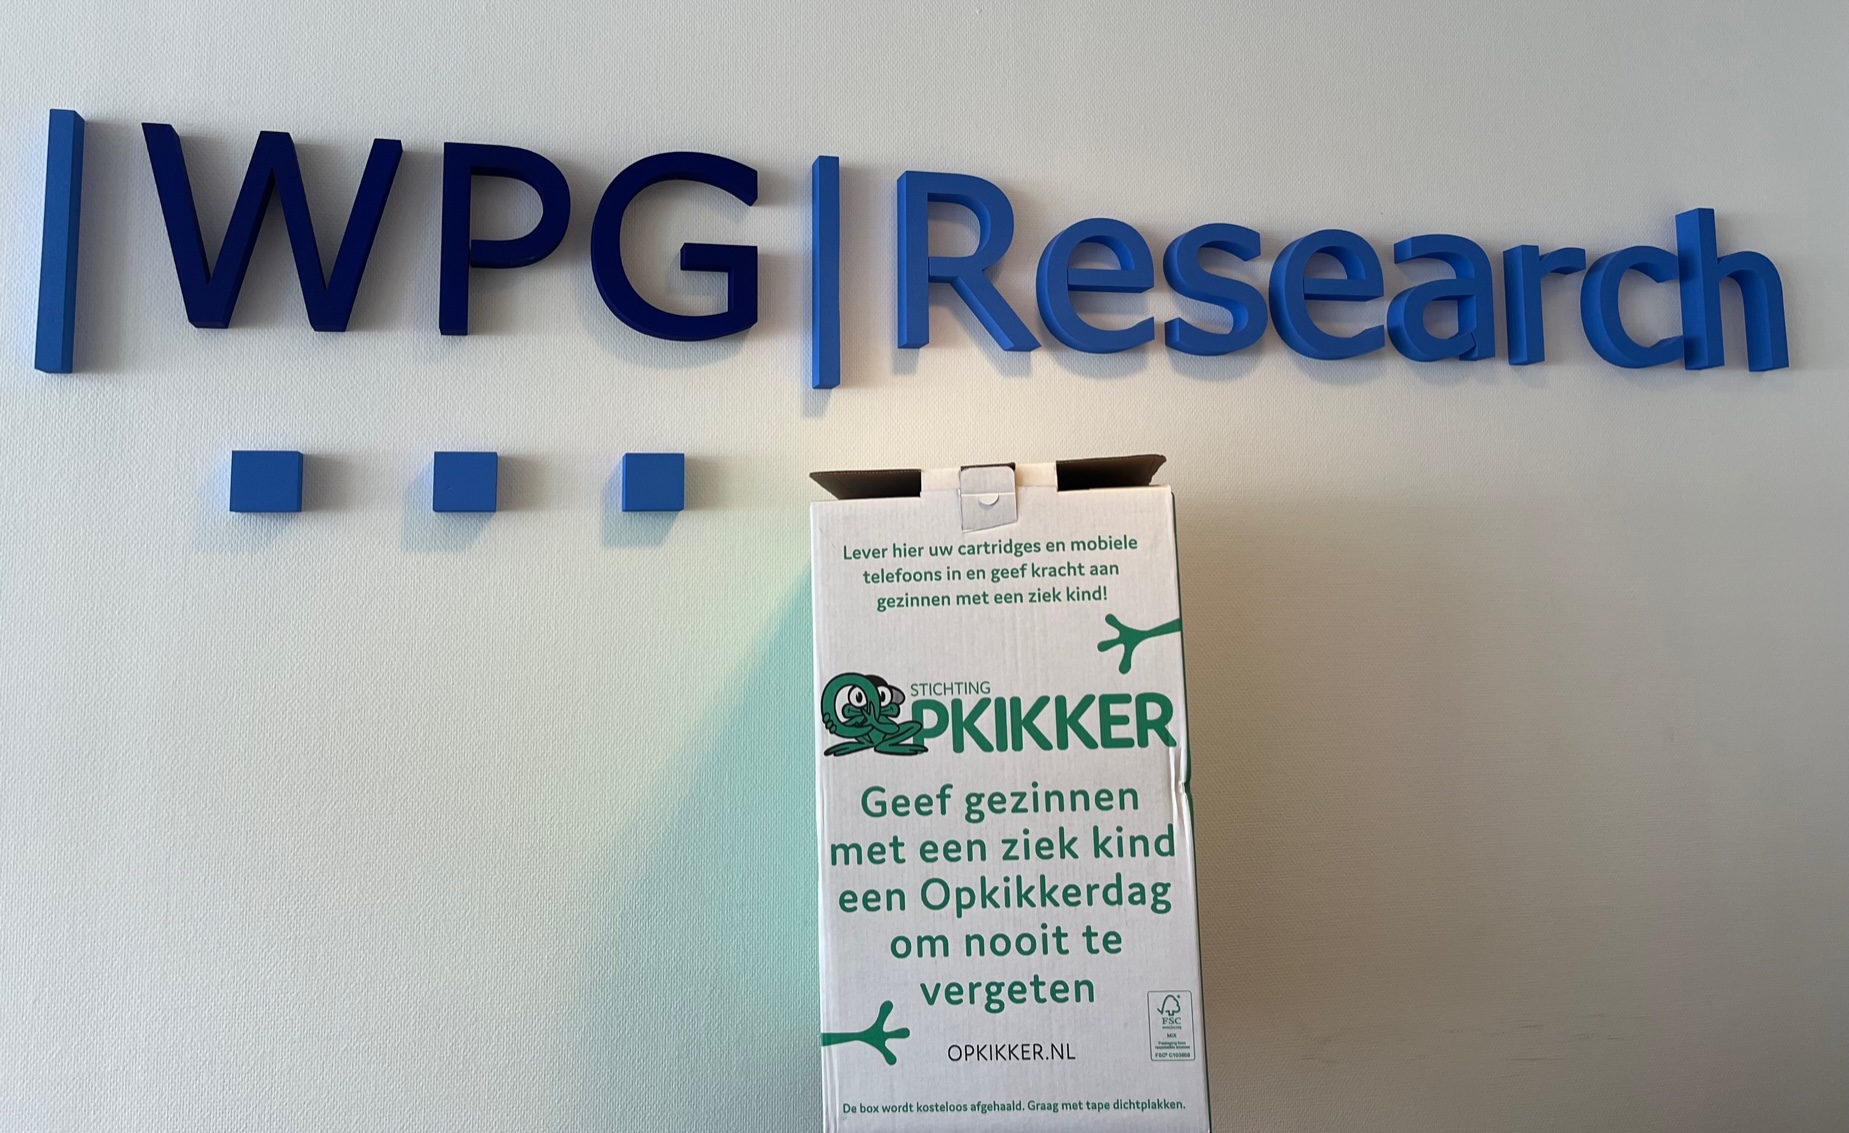 |WPG|Research
Lever hier uw cartridges en mobiele
telefoons in en geef kracht aan
gezinnen met een ziek kind!
STICHTING
OPKIKKER
Geef gezinnen
met een ziek kind
een Opkikkerdag
om nooit te
vergeten
OPKIKKER.NL
FSC
MIX
De box wordt kosteloos afgehaald. Graag met tape dichtplakken.